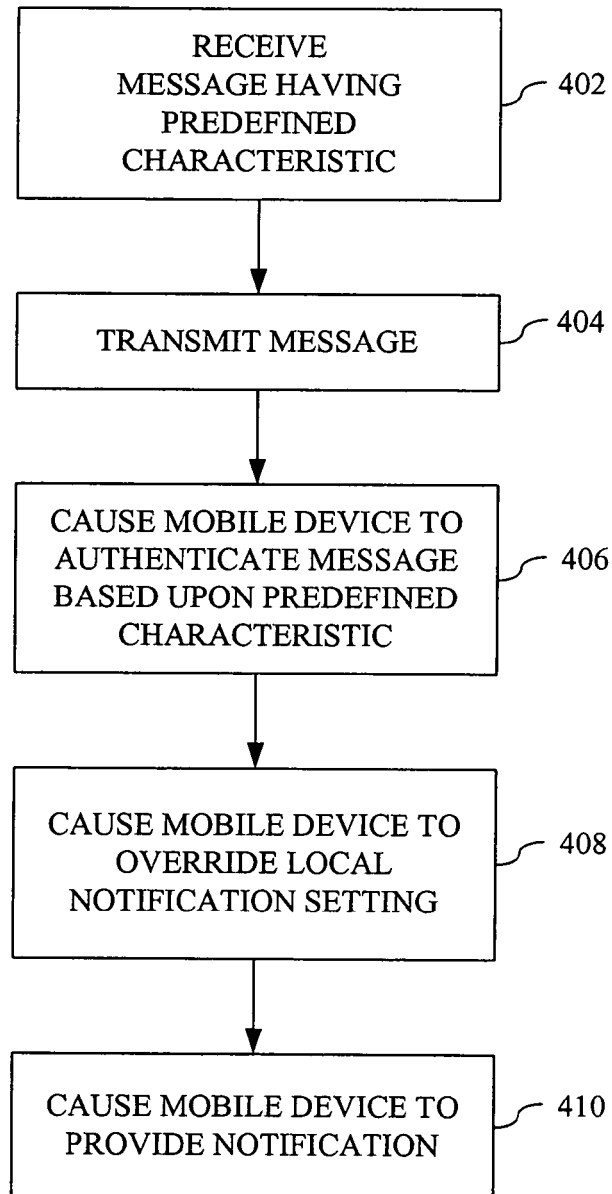 RECEIVE
MESSAGE HAVING
PREDEFINED
CHARACTERISTIC
402
TRANSMIT MESSAGE
404
CAUSE MOBILE DEVICE TO
AUTHENTICATE MESSAGE
BASED UPON PREDEFINED
CHARACTERISTIC
406
CAUSE MOBILE DEVICE TO
OVERRIDE LOCAL
NOTIFICATION SETTING
408
CAUSE MOBILE DEVICE TO
PROVIDE NOTIFICATION
410